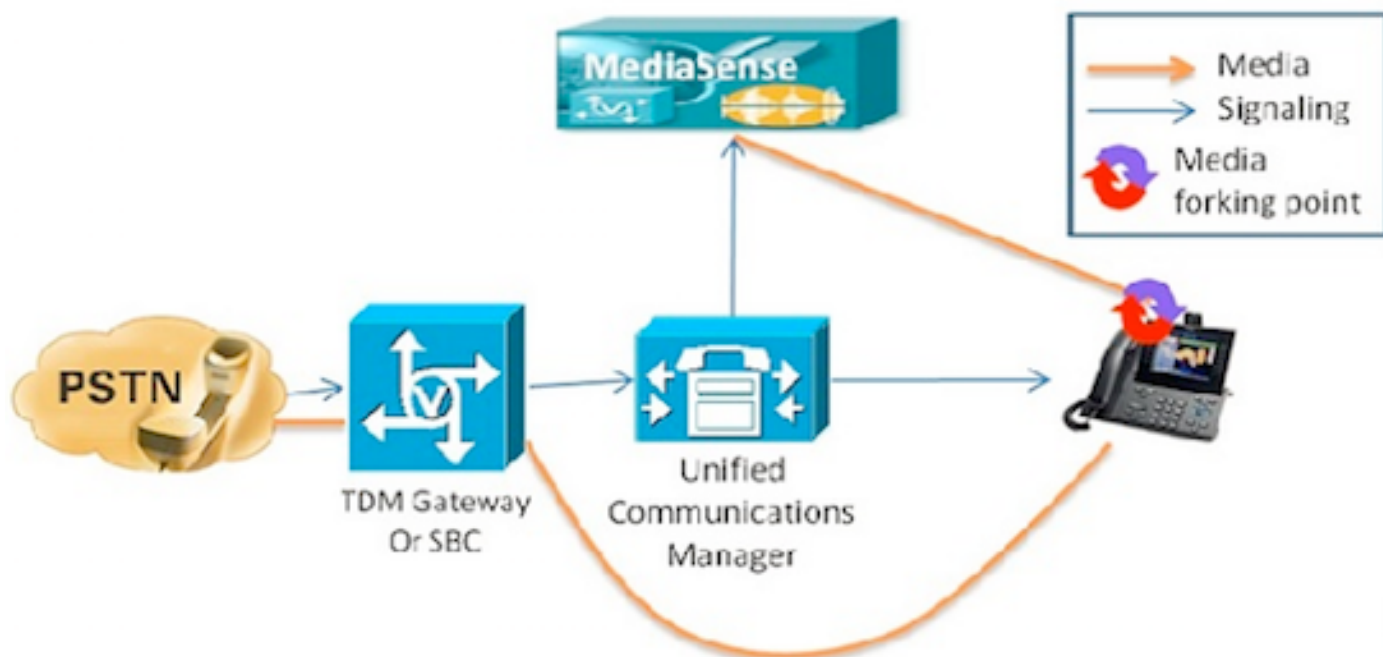 MediaSense
Media
Signaling
Media
forking point
PSTN
V
TDM Gateway
Or SBC
Unified
Communications
Manager